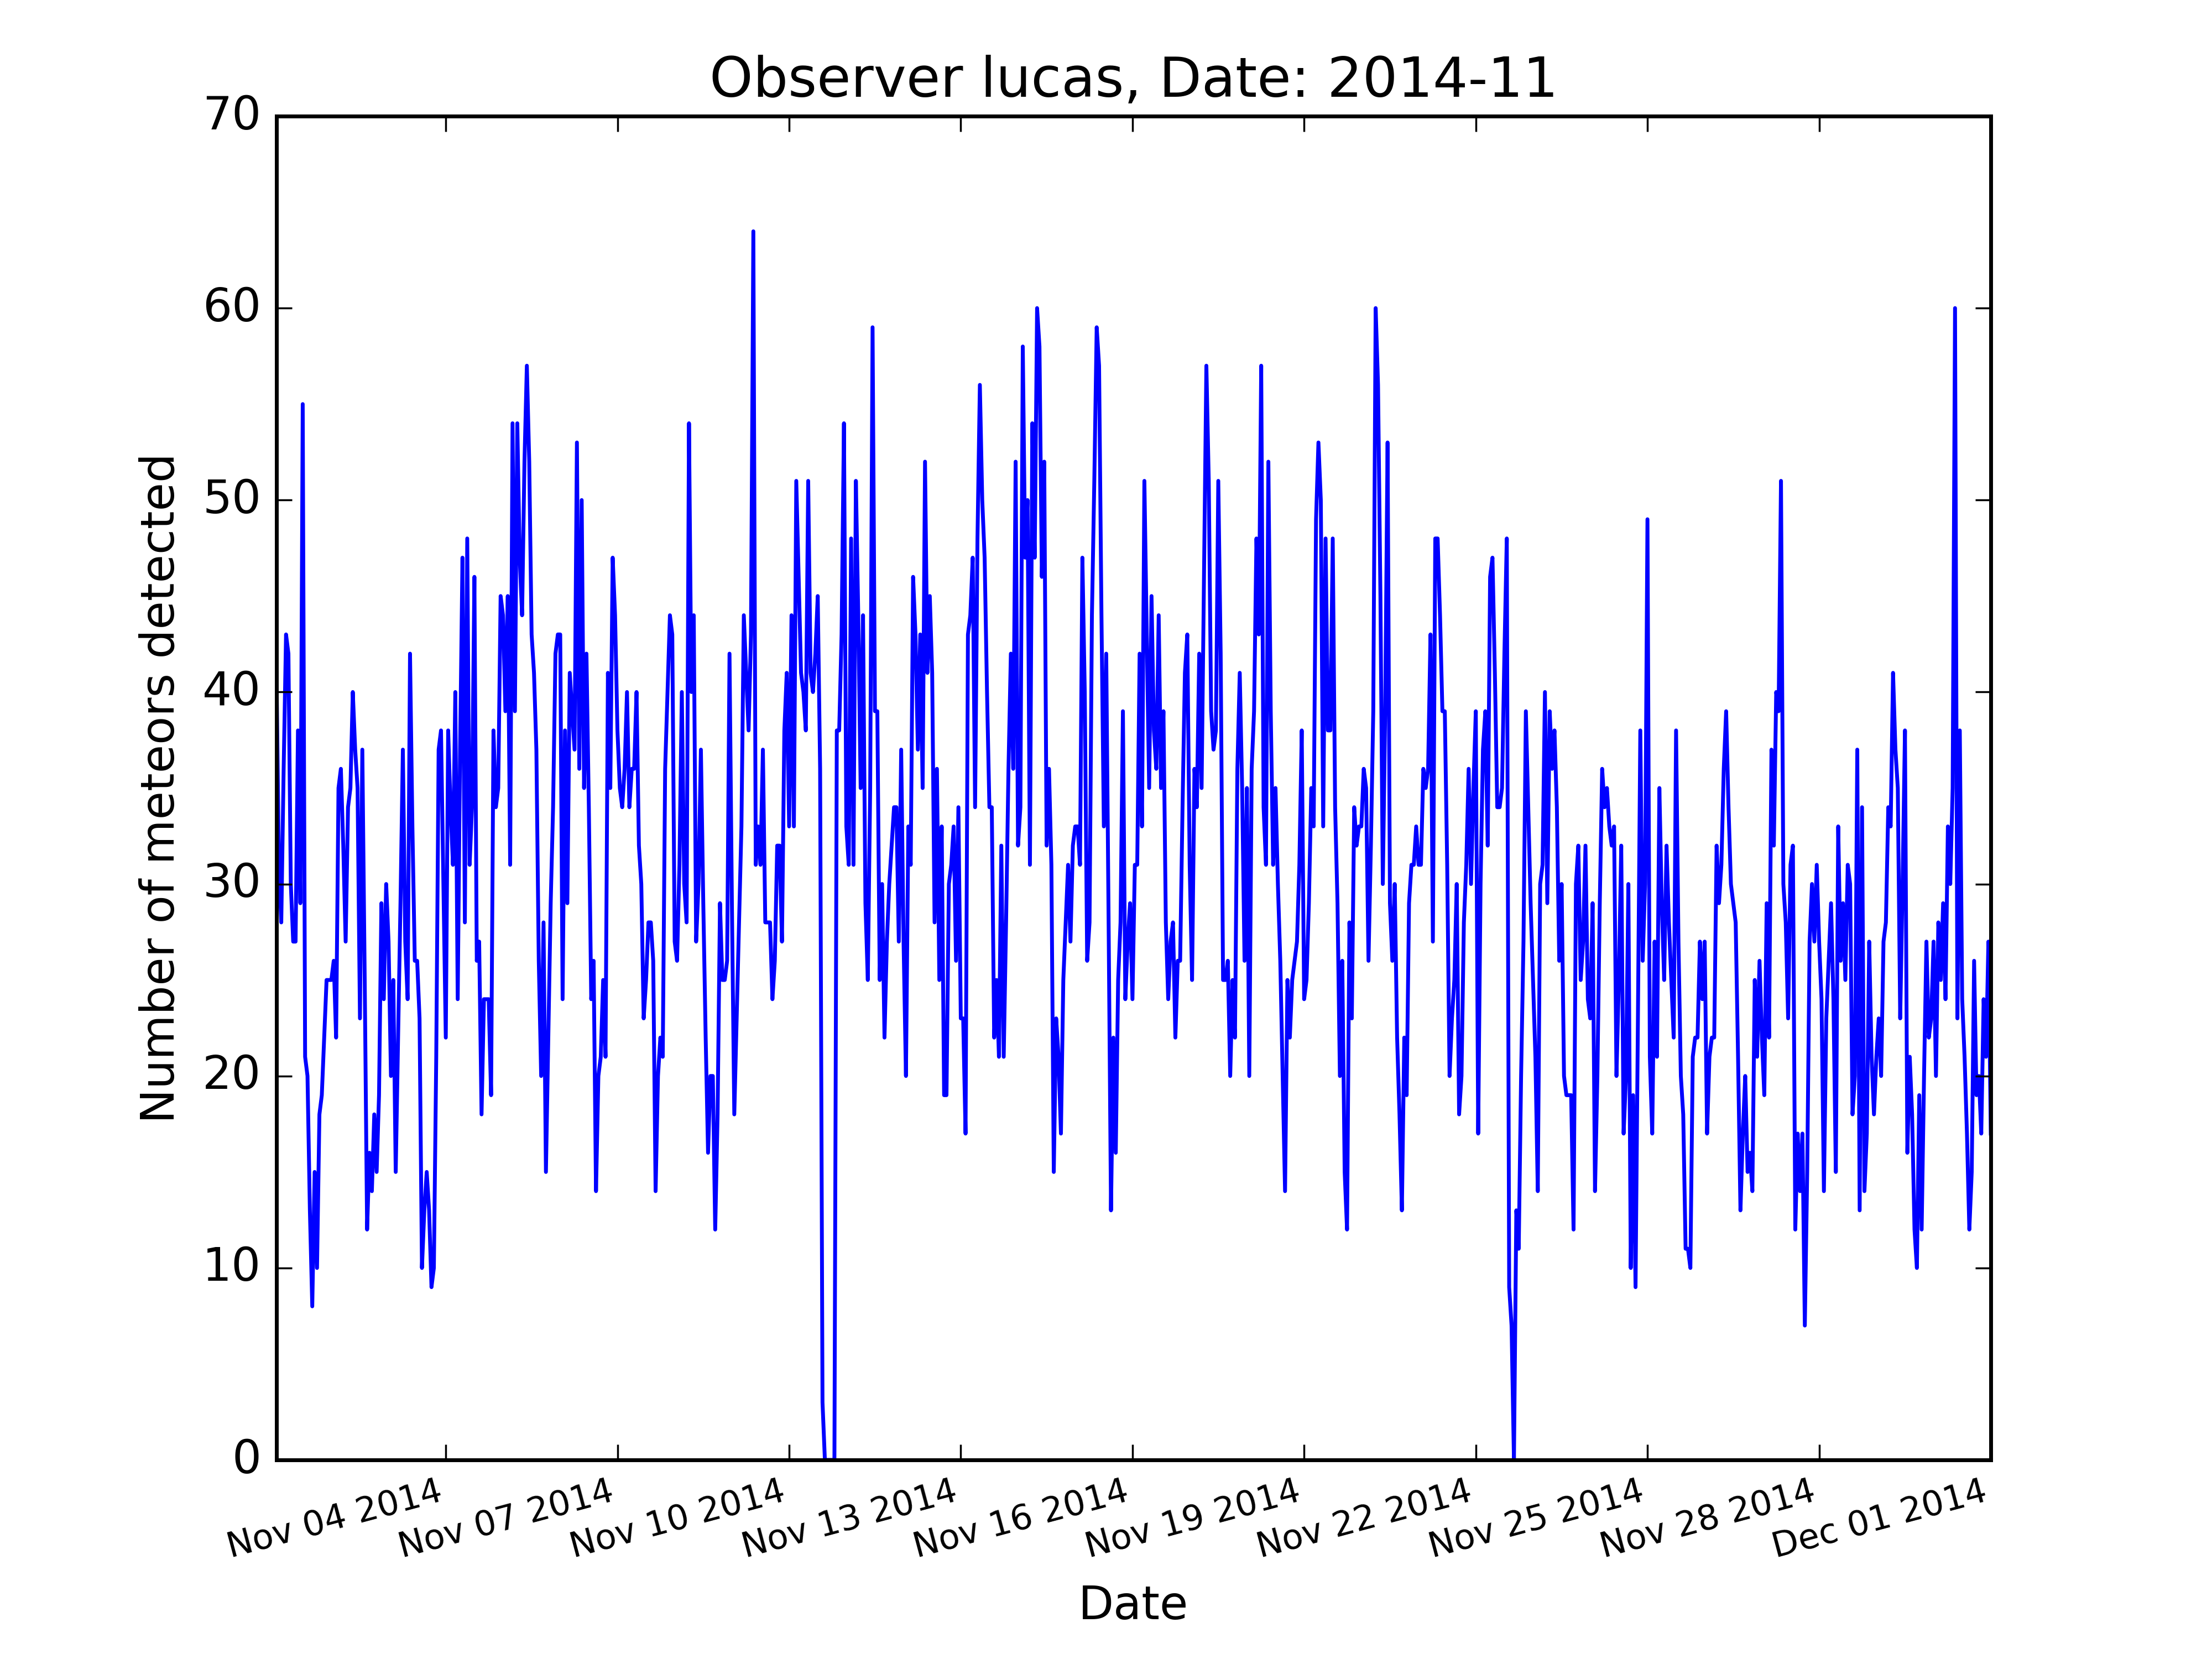 Observer lucas, Date: 2014-11
70
60
50
40
30
20
10
0
Number of meteors detected
Nov 04 2014
Nov 07 2014
Nov 10 2014
Nov 13 2014
Nov 16 2014
Nov 19 2014
Nov 22 2014
Nov 25 2014
Nov 28 2014
Dec 01 2014
Date